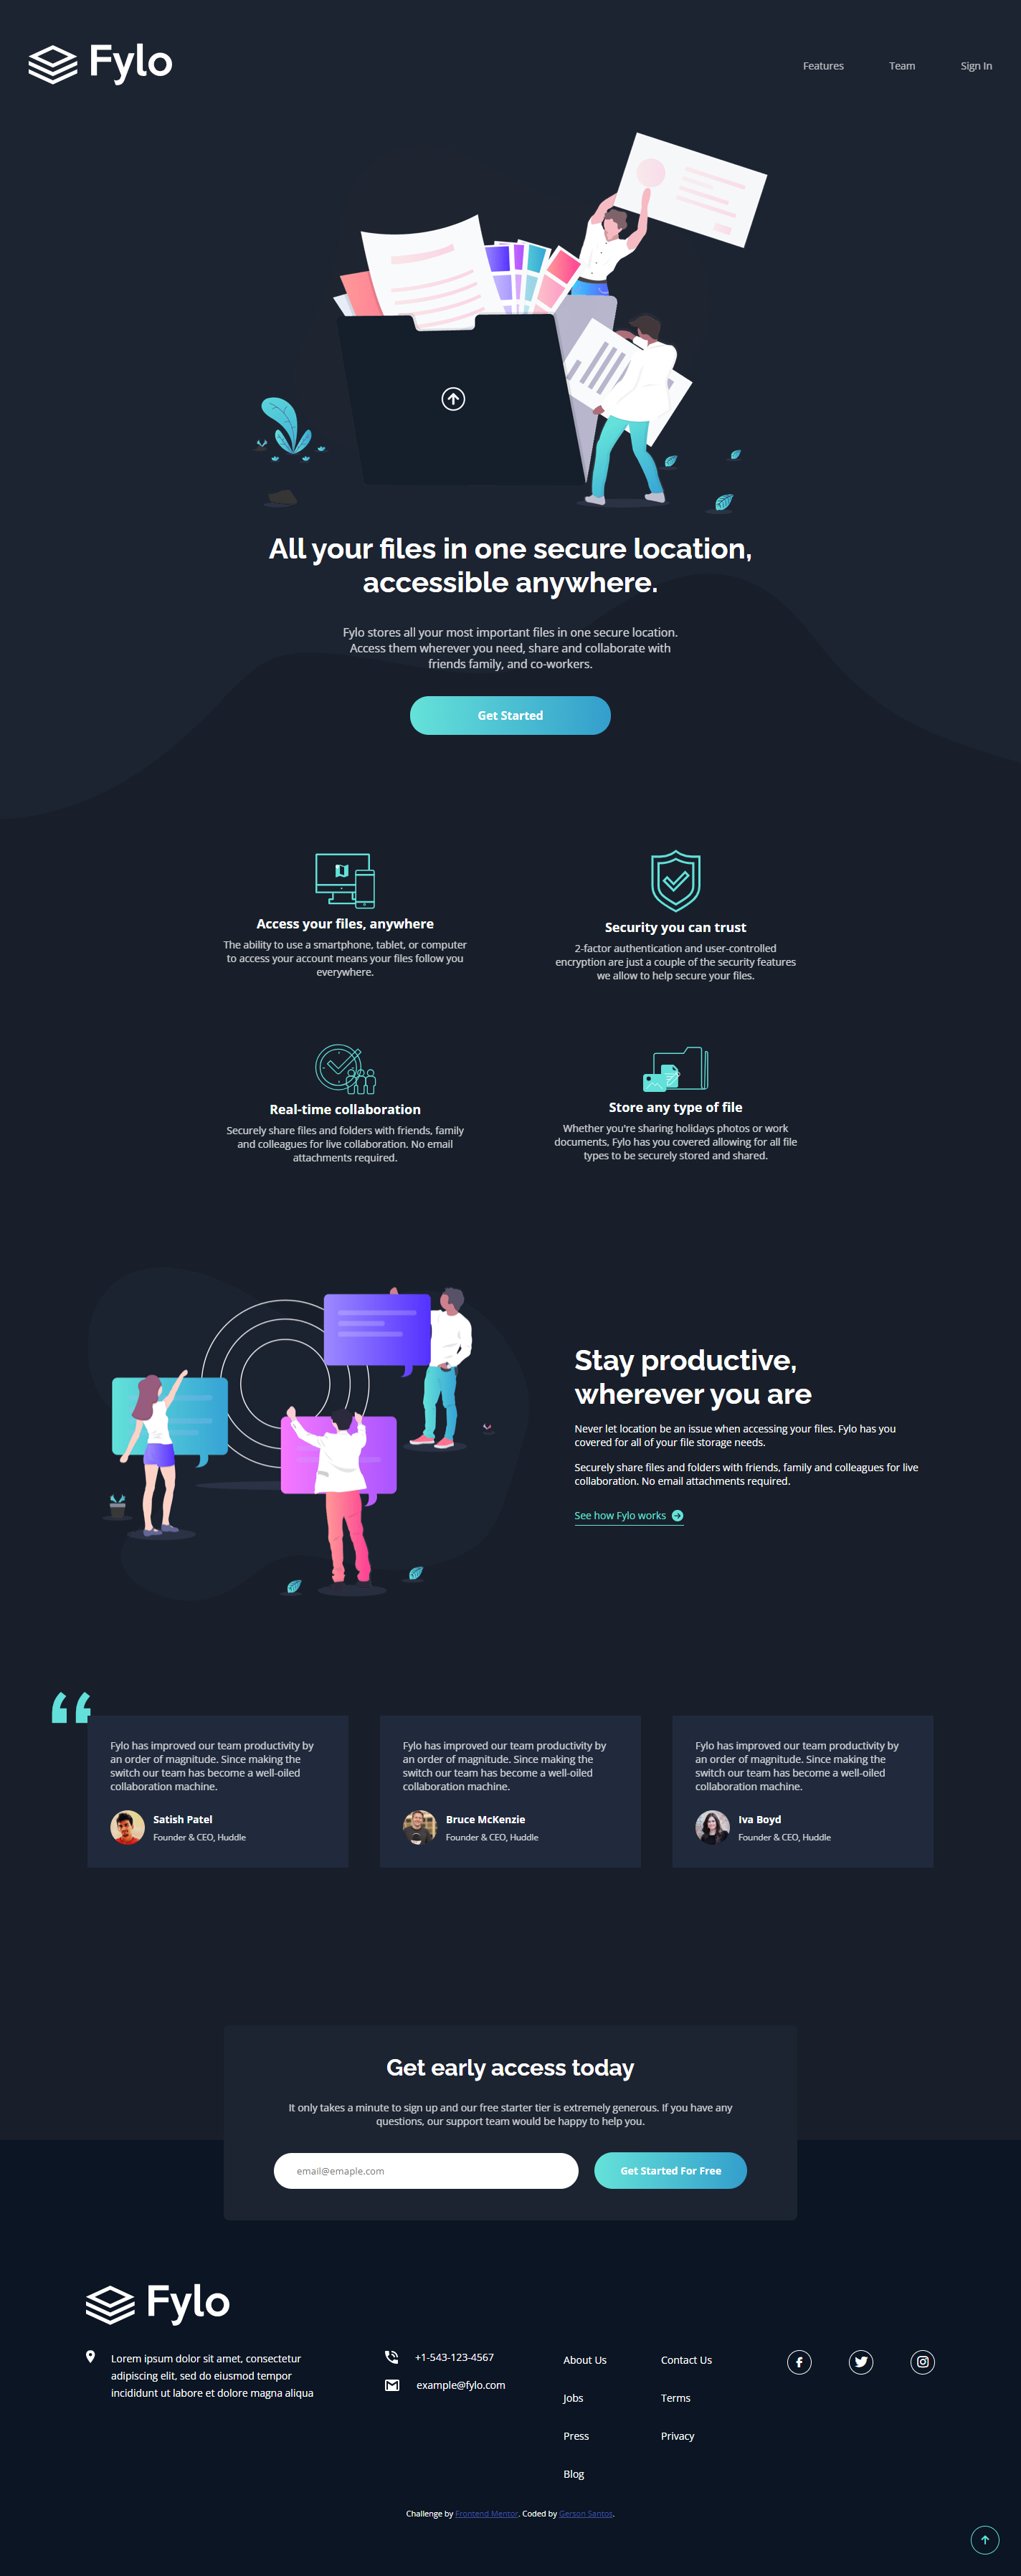 Fylo
Features
Team
Sign In
All your files in one secure location,
accessible anywhere.
Fylo stores all your most important files in one secure location.
Access them wherever you need, share and collaborate with
friends family, and co-workers.
Get Started
Access your files, anywhere
The ability to use a smartphone, tablet, or computer
to access your account means your files follow you
everywhere.
Security you can trust
2-factor authentication and user-controlled
encryption are just a couple of the security features
we allow to help secure your files.
Real-time collaboration
Securely share files and folders with friends, family
and colleagues for live collaboration. No email
attachments required.
Store any type of file
Whether you're sharing holidays photos or work
documents, Fylo has you covered allowing for all file
types to be securely stored and shared.
Stay productive,
wherever you are
Never let location be an issue when accessing your files. Fylo has you
covered for all of your file storage needs.
Securely share files and folders with friends, family and colleagues for live
collaboration. No email attachments required.
See how Fylo works
Fylo has improved our team productivity by
an order of magnitude. Since making the
switch our team has become a well-oiled
collaboration machine.
Satish Patel
Founder & CEO, Huddle
Fylo has improved our team productivity by
an order of magnitude. Since making the
switch our team has become a well-oiled
collaboration machine.
Bruce McKenzie
Founder & CEO, Huddle
Fylo has improved our team productivity by
an order of magnitude. Since making the
switch our team has become a well-oiled
collaboration machine.
Iva Boyd
Founder & CEO, Huddle
Get early access today
It only takes a minute to sign up and our free starter tier is extremely generous. If you have any
questions, our support team would be happy to help you.
email@emaple.com
Get Started For Free
Fylo
Lorem ipsum dolor sit amet, consectetur
adipiscing elit, sed do eiusmod tempor
incididunt ut labore et dolore magna aliqua
+1-543-123-4567
example@fylo.com
About Us
Jobs
Press
Blog
Contact Us
Terms
Privacy
Challenge by Frontend Mentor. Coded by Gerson Santos.